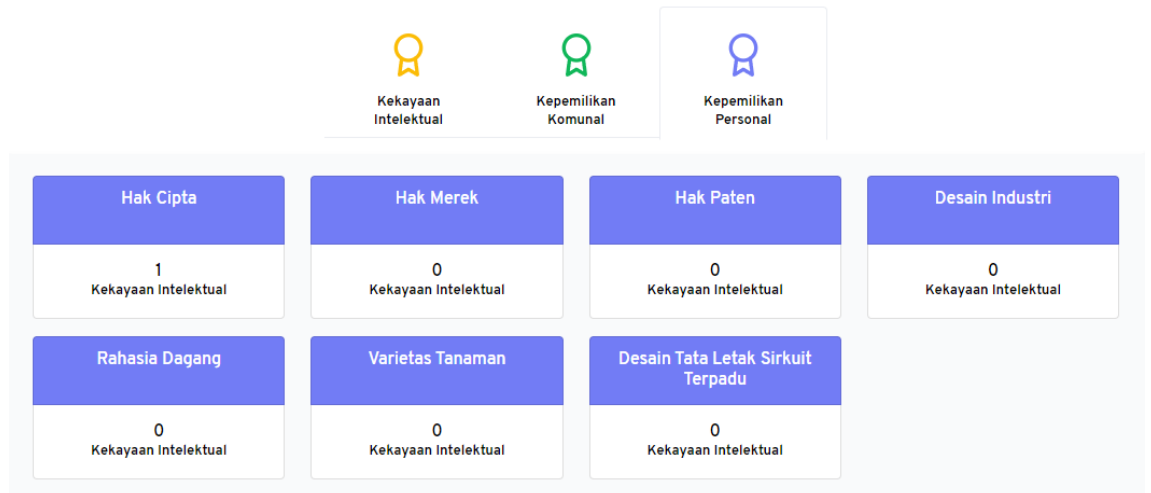 Kekayaan
Intelektual
Kepemilikan
Komunal
Kepemilikan
Personal
Hak Cipta
1
Kekayaan Intelektual
Hak Merek
0
Kekayaan Intelektual
Hak Paten
0
Kekayaan Intelektual
Desain Industri
0
Kekayaan Intelektual
Rahasia Dagang
0
Kekayaan Intelektual
Varietas Tanaman
0
Kekayaan Intelektual
Desain Tata Letak Sirkuit
Terpadu
0
Kekayaan Intelektual